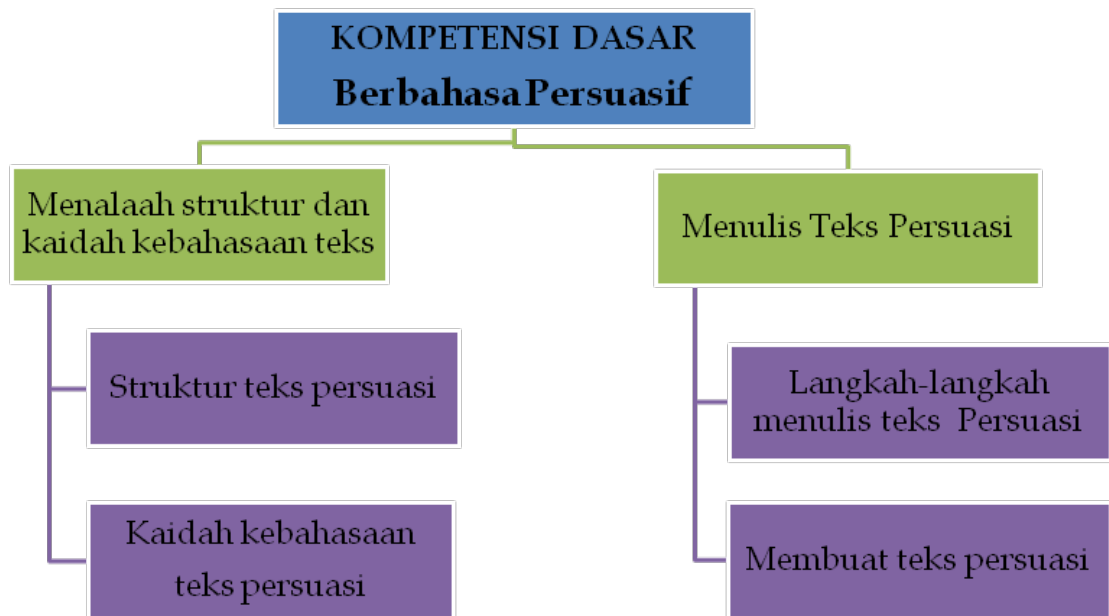 KOMPETENSI DASAR
Berbahasa Persuasif
Menalaah struktur dan
kaidah kebahasaan teks
Struktur teks persuasi
Kaidah kebahasaan
teks persuasi
Menulis Teks Persuasi
Langkah-langkah
menulis teks Persuasi
Membuat teks persuasi